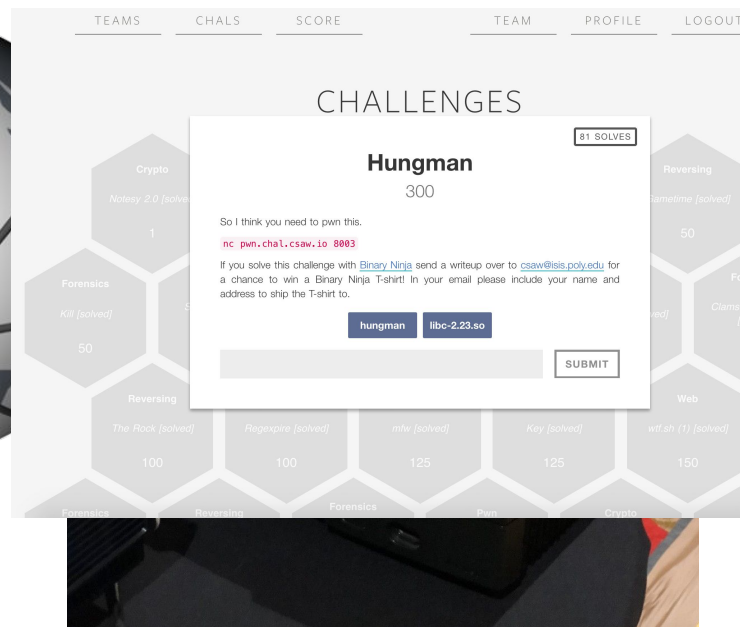 TEAMS CHALS SCORE TEAM PROFILE LOGOUT
CHALLENGES
81 SOLVES
Hungman
300
So I think you need to pwn this.
nc pwn.chal.csaw.io 8003
If you solve this challenge with Binary Ninja send a writeup over to csaw@isis.poly.edu for
a chance to win a Binary Ninja T-shirt! In your email please include your name and
address to ship the T-shirt to.
hungman libc-2.23.so
SUBMIT
Crypto
Notesy 2.0 [solved]
1
Reversing
Gametime [solved]
50
Forensics
Kill [solved]
50
Reversing
The Rock [solved]
100
Regexpire [solved]
100
mfw [solved]
125
Key [solved]
125
Web
wtf.sh (1) [solved]
150
Forensics Reversing Forensics Pwn Crypto